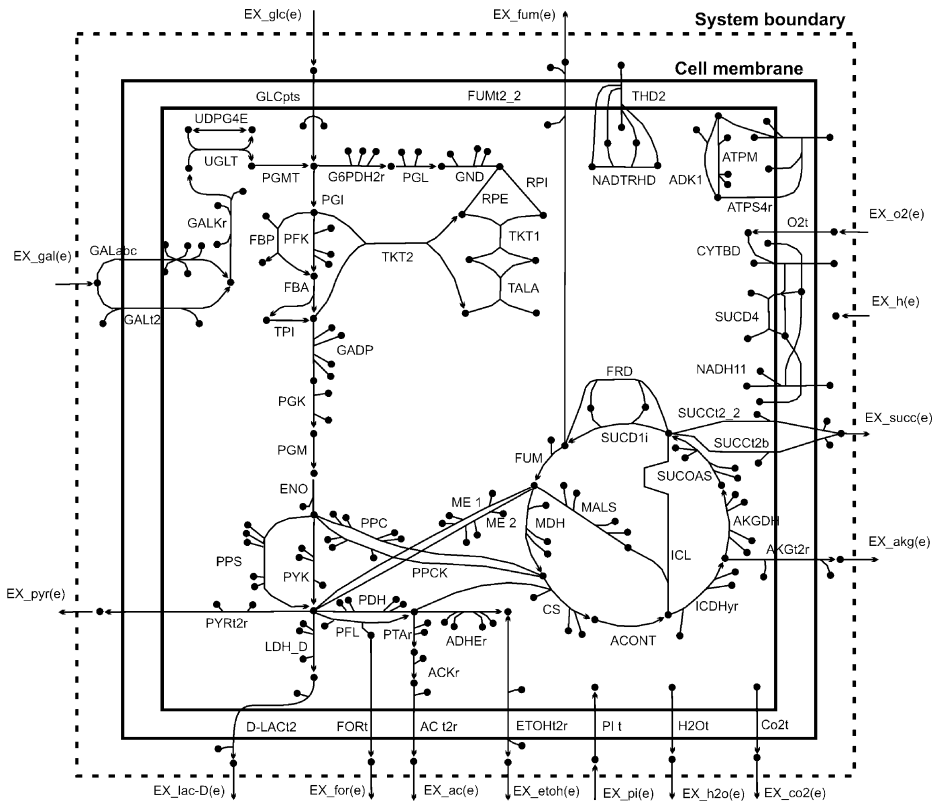 EX_glc(e)
EX_fum(e)
System boundary
Cell membrane
GLCpts
FUMt2_2
THD2
UDPG4E
UGLT
PGMT
G6PDH2r
PGL
GND
NADTRHD
ADK1
ATPM
ATPS4r
GALKr
PGI
RPE
RPI
O2t
EX_o2(e)
GALabc
EX_gal(e)
FBP
PFK
TKT1
TKT2
CYTBD
FBA
TALA
EX_h(e)
GALt2
TPI
SUCD4
GADP
NADH11
FRD
PGK
SUCCt2_2
EX_succ(e)
SUCD1i
SUCCt2b
PGM
FUM
SUCOAS
ENO
ME 1
ME 2
MALS
MDH
AKGDH
PPC
EX_akg(e)
AKGt2r
PPS
PYK
PPCK
ICL
EX_pyr(e)
PDH
CS
ICDHyr
PYRt2r
PFL
PTAr
ADHEr
ACONT
LDH_D
ACKr
D-LACt2
FORt
AC t2r
ETOHt2r
PI t
H2Ot
Co2t
EX_lac-D(e)
EX_for(e)
EX_ac(e)
EX_etoh(e)
EX_pi(e)
EX_h2o(e)
EX_co2(e)